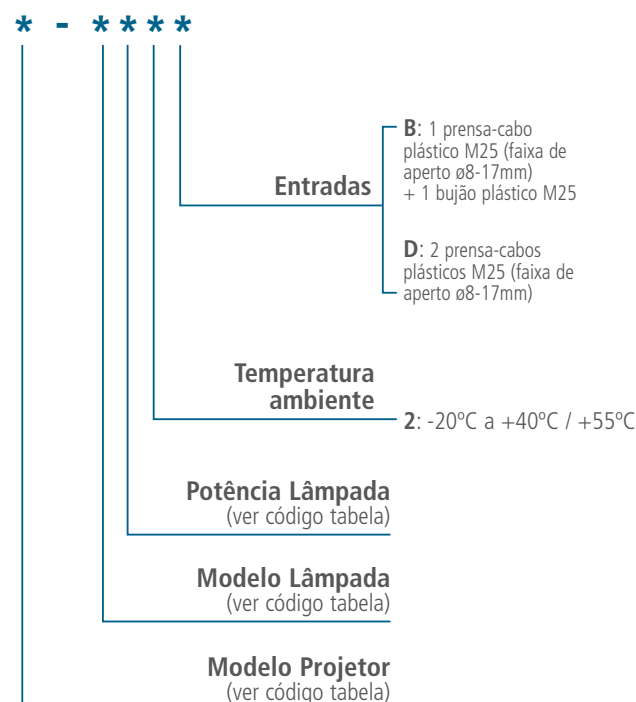 * - * * * *
B: 1 prensa-cabo
plástico M25 (faixa de
aperto ø8-17mm)
+ 1 bujão plástico M25
Entradas
D: 2 prensa-cabos
plásticos M25 (faixa de
aperto ø8-17mm)
Temperatura
ambiente
2: -20ºC a +40ºC / +55ºC
Potência Lâmpada
(ver código tabela)
Modelo Lâmpada
(ver código tabela)
Modelo Projetor
(ver código tabela)